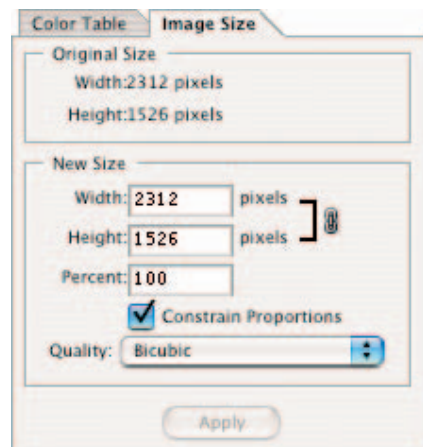 Color Table Image Size
Original Size
Width:2312 pixels
Height:1526 pixels
New Size
Width: 2312 pixels
Height: 1526 pixels
Percent: 100
Constrain Proportions
Quality: Bicubic
Apply